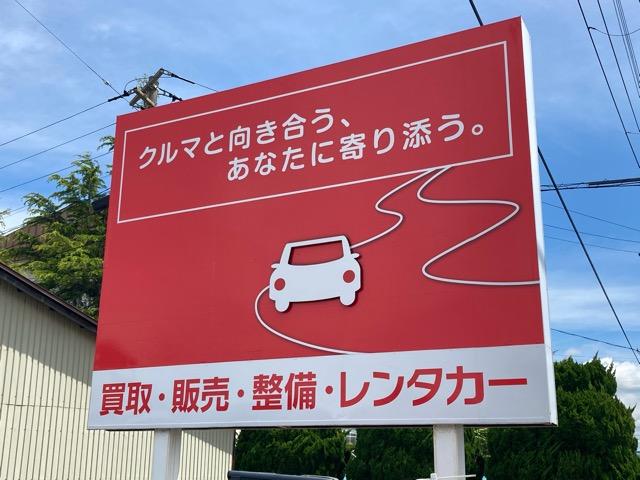 クルマと向き合う、
あなたに寄り添う。
買取・販売・整備・レンタカー